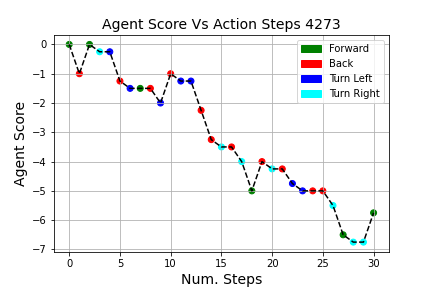 Agent Score Vs Action Steps 4273
Forward
Back
Turn Left
Turn Right
Agent Score
0
−1
−2
−3
−4
−5
−6
−7
0 5 10 15 20 25 30
Num. Steps